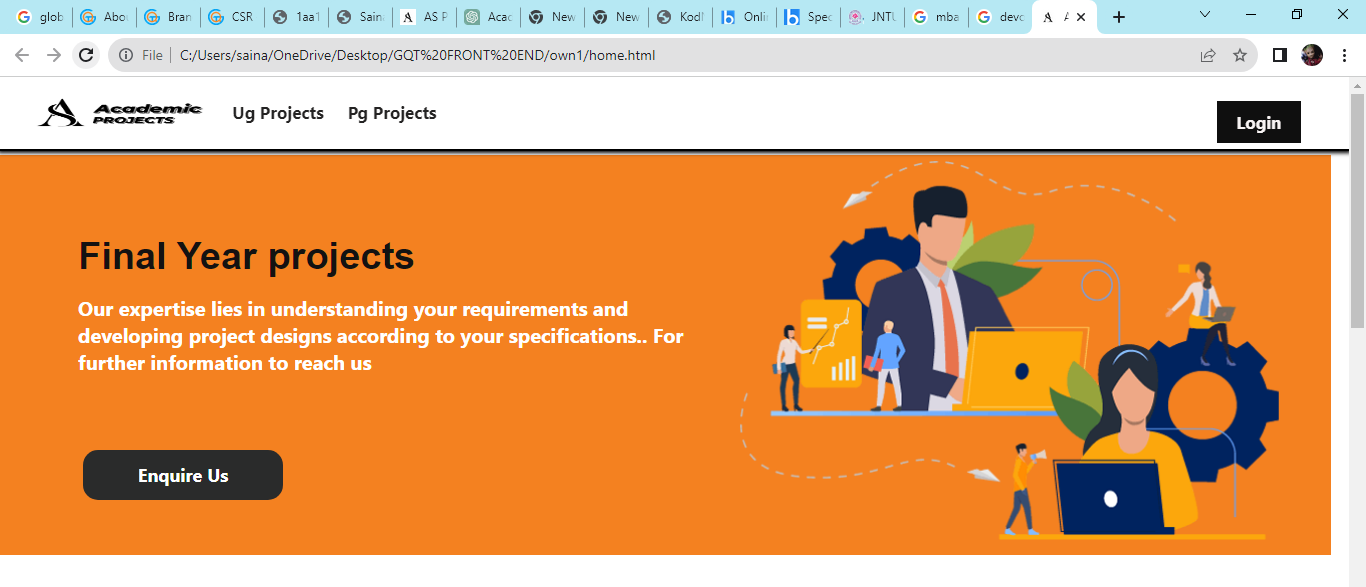 glob
Abou
Bran
CSR
1aa1
Sain
AS P
Acac
New
New
Kodl
Onli
Spec
JNTU
mba
devc
File
C:/Users/saina/OneDrive/Desktop/GQT%20FRONT%20END/own1/home.html
Academic
PROJECTS
Ug Projects
Pg Projects
Login
Final Year projects
Our expertise lies in understanding your requirements and
developing project designs according to your specifications.. For
further information to reach us
Enquire Us